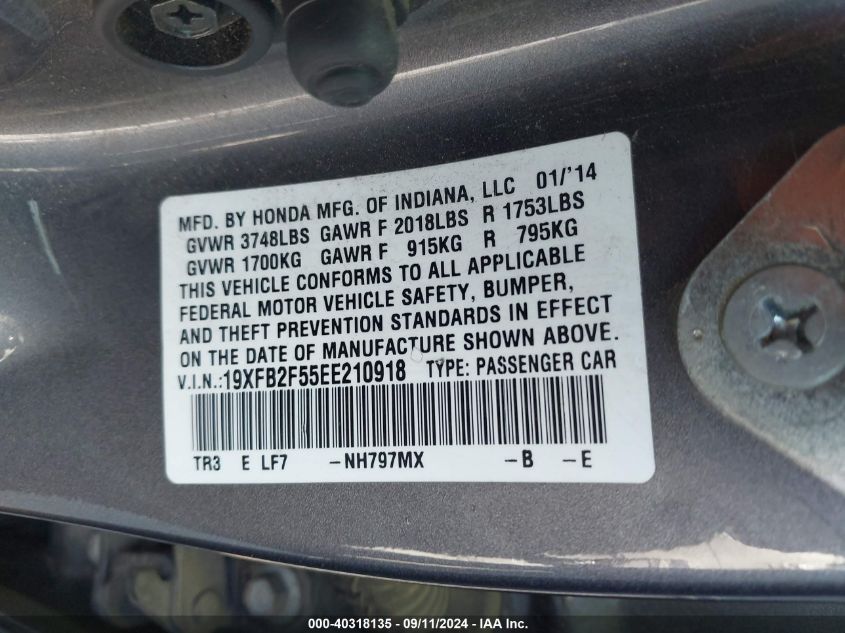 MFD. BY HONDA MFG. OF INDIANA, LLC 01/'14
GVWR 3748LBS GAWR F 2018LBS R 1753LBS
GVWR 1700KG GAWR F 915KG R 795KG
THIS VEHICLE CONFORMS TO ALL APPLICABLE
FEDERAL MOTOR VEHICLE SAFETY, BUMPER,
AND THEFT PREVENTION STANDARDS IN EFFECT
ON THE DATE OF MANUFACTURE SHOWN ABOVE.
V.I.N.:19XFB2F55EE210918 TYPE: PASSENGER CAR
TR3 E LF7 -NH797MX -B -E
000-40318135 - 09/11/2024 - IAA Inc.